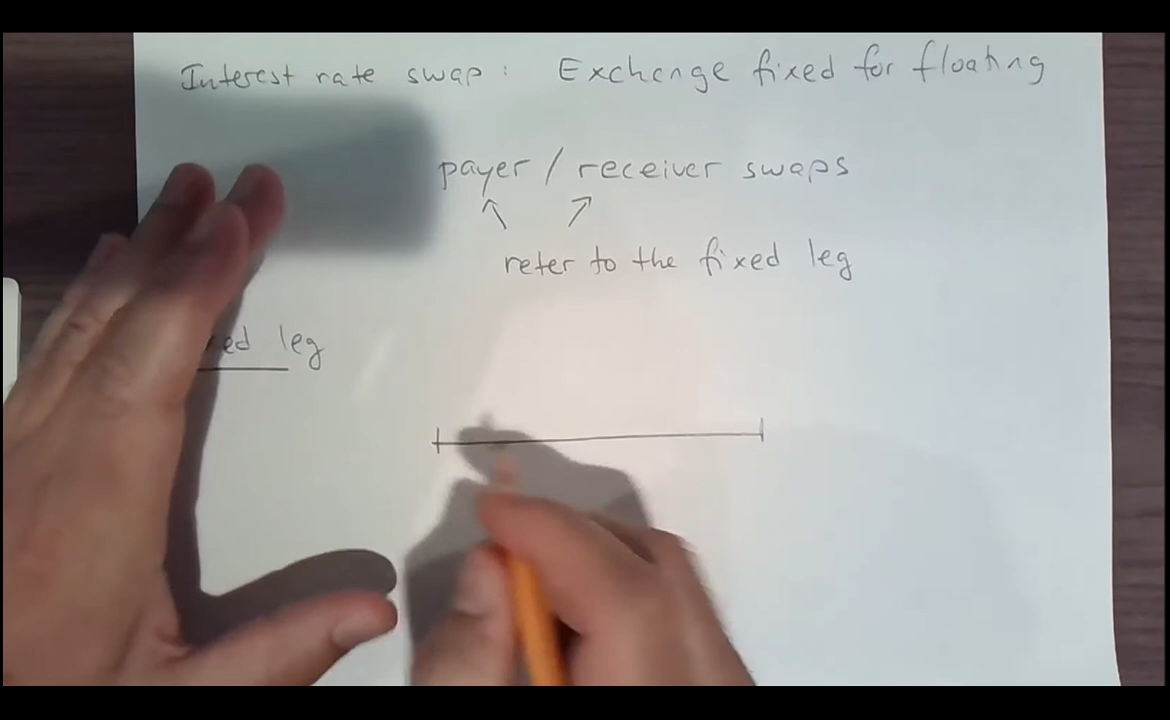 Interest rate swap : Exchange fixed for floating
payer / receiver swaps
refer to the fixed leg
leg